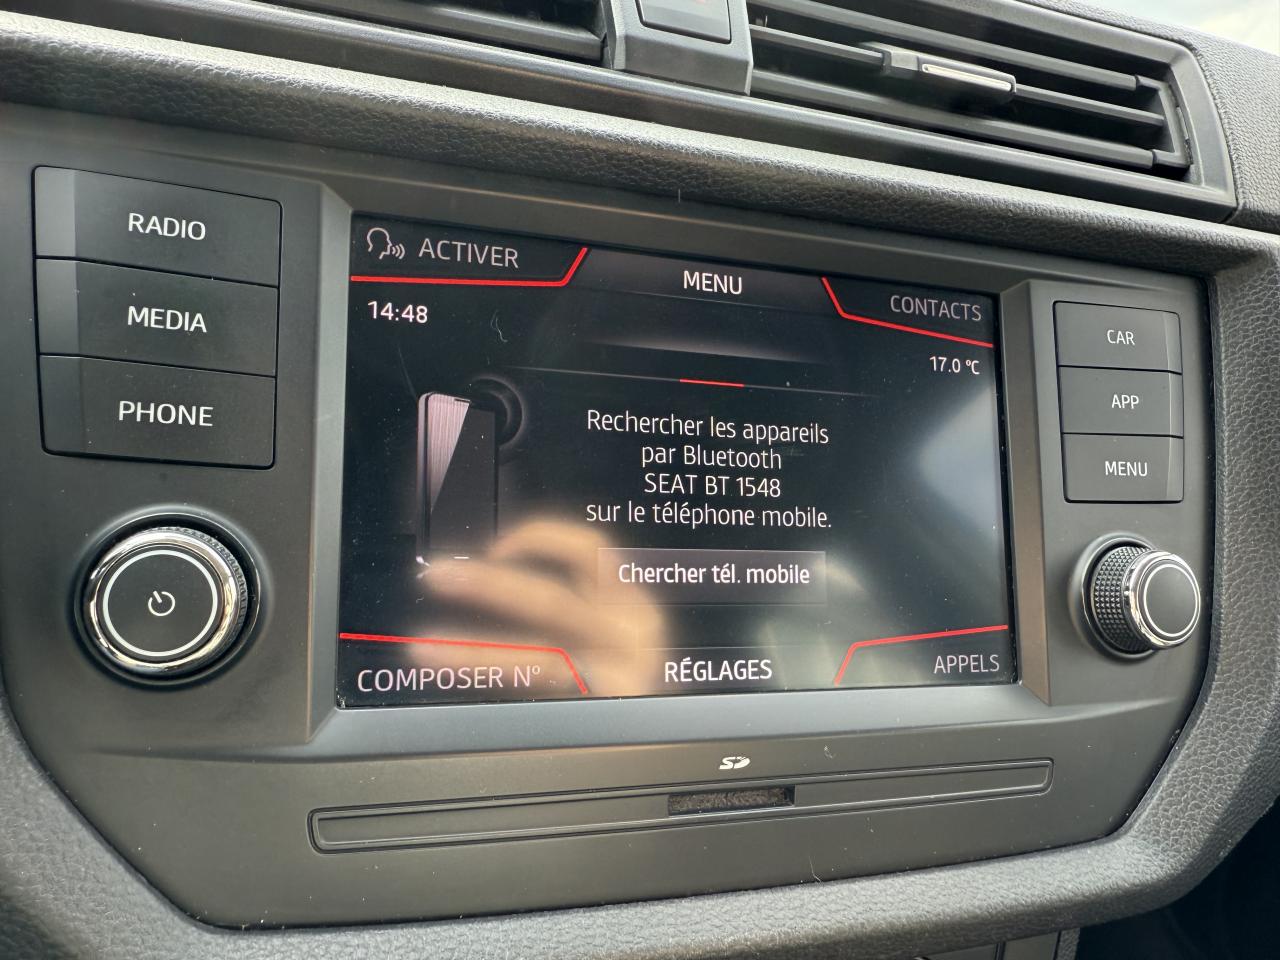 RADIO
MEDIA
PHONE
ACTIVER
MENU
CONTACTS
14:48
17.0 °C
Rechercher les appareils
par Bluetooth
SEAT BT 1548
sur le téléphone mobile.
Chercher tél. mobile
COMPOSER N°
RÉGLAGES
APPELS
CAR
APP
MENU
SD